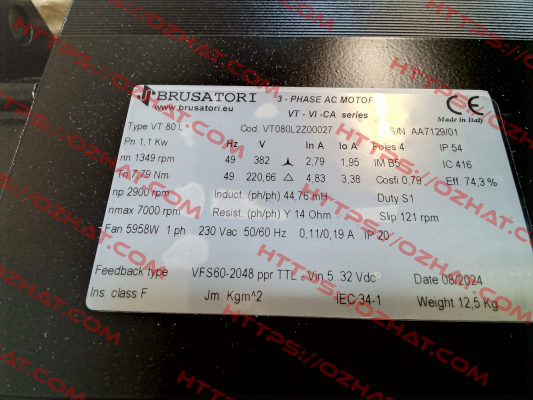 BRUSATORI
www.brusatori.eu
3 - PHASE AC MOTOR
VT - VI -CA series
CE
Made in Italy
Type VT 80 L Cod. VT080L2Z00027 S/N AA7129/01
Pn 1,1 Kw Hz V In A Io A Poles 4 IP 54
nn 1349 rpm 49 382 2,79 1,95 IM B5 IC 416
Tn 7,79 Nm 49 220,66 4,83 3,38 Cosfi 0,79 Eff. 74,3 %
np 2900 rpm Induct. (ph/ph) 44,76 mH Duty S1
nmax 7000 rpm Resist. (ph/ph) Y 14 Ohm Slip 121 rpm
Fan 5958W 1 ph 230 Vac 50/60 Hz 0,11/0,19 A IP 20
Feedback type VFS60-2048 ppr TTL - Vin 5 .32 Vdc Date 08/2024
Ins. class F Jm Kgm^2 IEC 34-1 Weight 12,5 Kg
HTTPS://OZHAT.COM